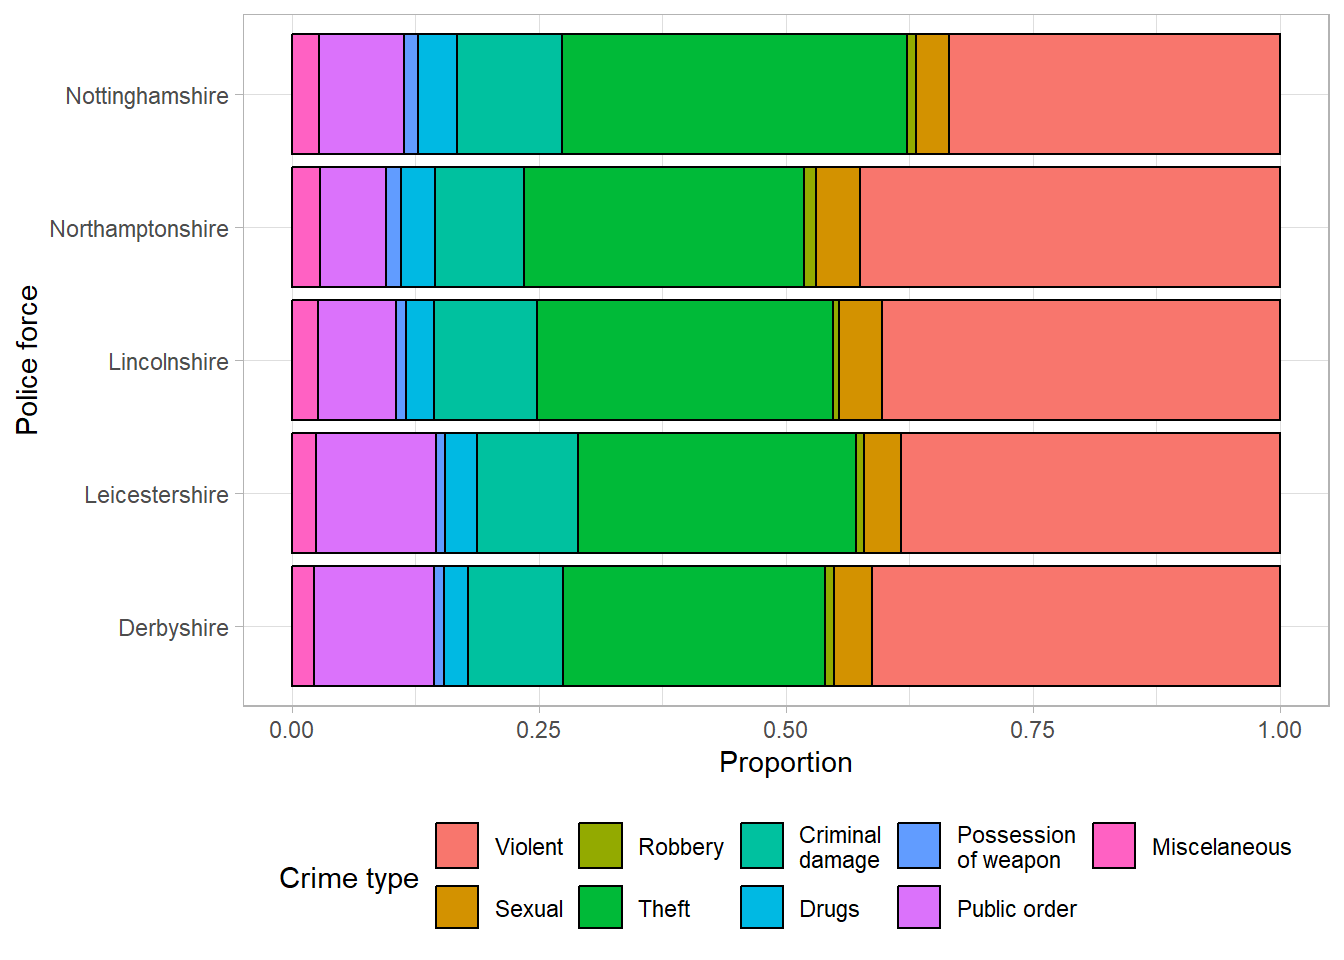 Nottinghamshire
Northamptonshire
Lincolnshire
Leicestershire
Derbyshire
Police force
0.00 0.25 0.50 0.75 1.00
Proportion
Crime type
Violent
Sexual
Robbery
Theft
Criminal
damage
Drugs
Possession
of weapon
Public order
Miscelaneous